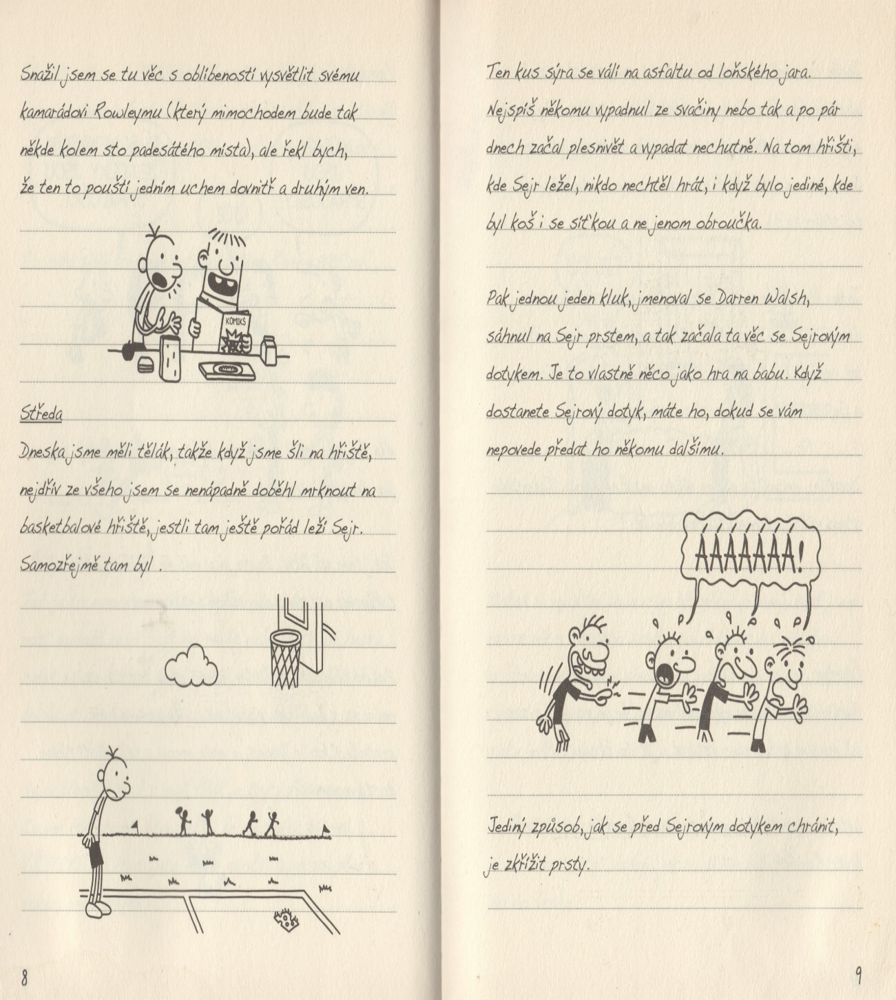 Snažil jsem se tu věc s oblíbeností vysvětlit svému
kamarádovi Rowleymu (který mimochodem bude tak
někde kolem sto padesátého místa), ale řekl bych,
že ten to pouští jedním uchem dovnitř a druhým ven.
KOMIKS
Středa
Dneska jsme měli tělák, takže když jsme šli na hřiště,
nejdřív ze všeho jsem se nenápadně doběhl mrknout na
basketbalové hřiště, jestli tam ještě pořád leží Sejr.
Samozřejmě tam byl .
8
Ten kus sýra se válí na asfaltu od loňského jara.
Nejspíš někomu vypadnul ze svačiny nebo tak a po pár
dnech začal plesnivět a vypadat nechutně. Na tom hřišti,
kde Sejr ležel, nikdo nechtěl hrát, i když bylo jediné, kde
byl koš i se síťkou a ne jenom obroučka.
Pak jednou jeden kluk, jmenoval se Darren Walsh,
sáhnul na Sejr prstem, a tak začala ta věc se Sejrovým
dotykem. Je to vlastně něco jako hra na babu. Když
dostanete Sejrový dotyk, máte ho, dokud se vám
nepovede předat ho někomu dalšímu.
ÁÁÁÁÁÁÁ!
Jediný způsob, jak se před Sejrovým dotykem chránit,
je zkřížit prsty.
9